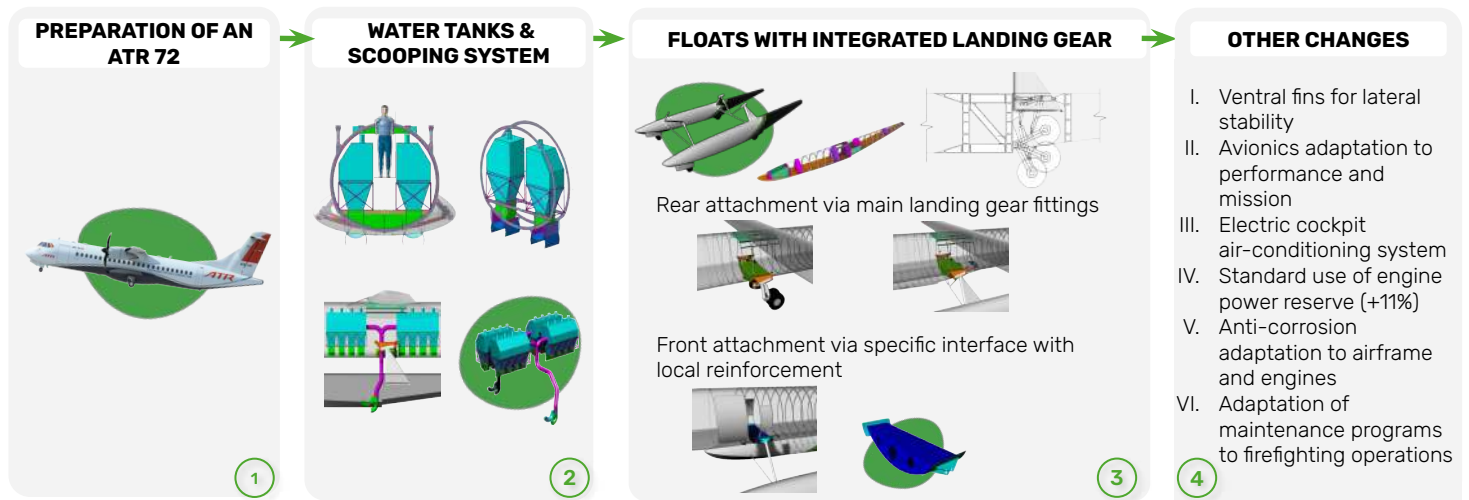 PREPARATION OF AN
ATR 72
ATR
1
WATER TANKS &
SCOOPING SYSTEM
2
FLOATS WITH INTEGRATED LANDING GEAR
Rear attachment via main landing gear fittings
Front attachment via specific interface with
local reinforcement
3
OTHER CHANGES
I. Ventral fins for lateral
stability
II. Avionics adaptation to
performance and
mission
III. Electric cockpit
air-conditioning system
IV. Standard use of engine
power reserve (+11%)
V. Anti-corrosion
adaptation to airframe
and engines
VI. Adaptation of
maintenance programs
to firefighting operations
4